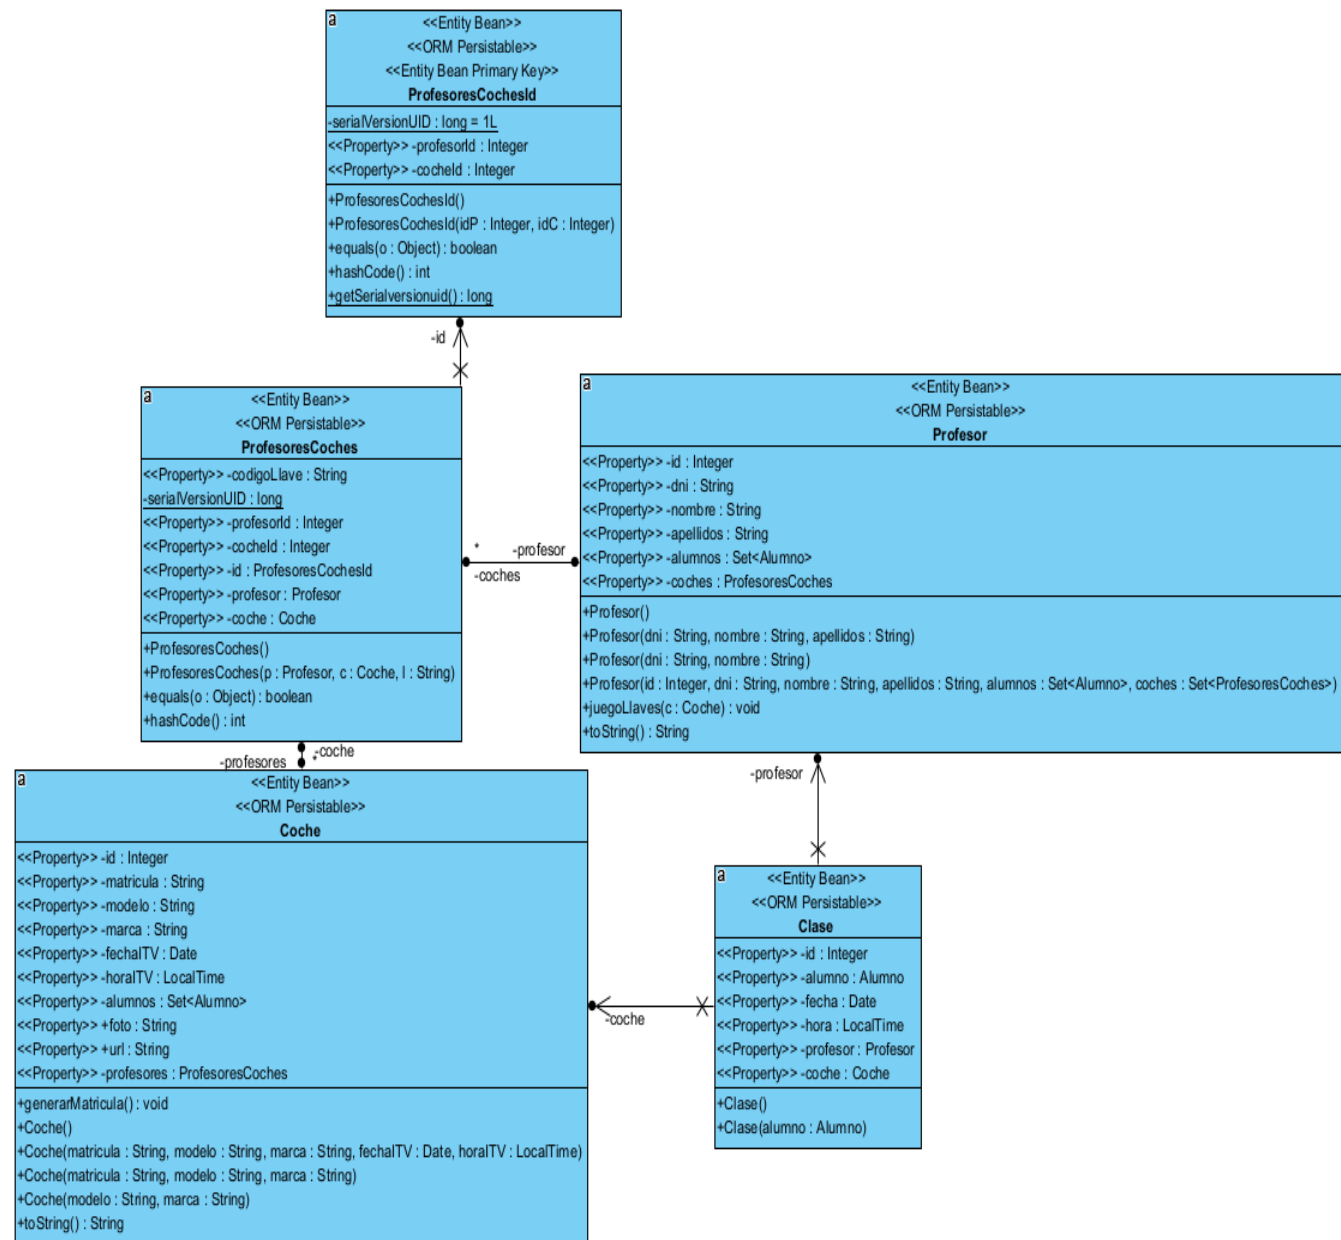 a
<<Entity Bean>>
<<ORM Persistable>>
<<Entity Bean Primary Key>>
ProfesoresCochesId
-serialVersionUID : long = 1L
<<Property>> -profesorId : Integer
<<Property>> -cocheId : Integer
+ProfesoresCochesId()
+ProfesoresCochesId(idP : Integer, idC : Integer)
+equals(o : Object) : boolean
+hashCode() : int
+getSerialversionuid() : long
-id
a
<<Entity Bean>>
<<ORM Persistable>>
ProfesoresCoches
<<Property>> -codigoLlave : String
-serialVersionUID : long
<<Property>> -profesorId : Integer
<<Property>> -cocheId : Integer
<<Property>> -id : ProfesoresCochesId
<<Property>> -profesor : Profesor
<<Property>> -coche : Coche
+ProfesoresCoches()
+ProfesoresCoches(p : Profesor, c : Coche, l : String)
+equals(o : Object) : boolean
+hashCode() : int
* -profesor
-coches
a
<<Entity Bean>>
<<ORM Persistable>>
Profesor
<<Property>> -id : Integer
<<Property>> -dni : String
<<Property>> -nombre : String
<<Property>> -apellidos : String
<<Property>> -alumnos : Set<Alumno>
<<Property>> -coches : ProfesoresCoches
+Profesor()
+Profesor(dni : String, nombre : String, apellidos : String)
+Profesor(dni : String, nombre : String)
+Profesor(id : Integer, dni : String, nombre : String, apellidos : String, alumnos : Set<Alumno>, coches : Set<ProfesoresCoches>)
+juegoLlaves(c : Coche) : void
+toString() : String
-coche
-profesores *
a
<<Entity Bean>>
<<ORM Persistable>>
Coche
<<Property>> -id : Integer
<<Property>> -matricula : String
<<Property>> -modelo : String
<<Property>> -marca : String
<<Property>> -fechaITV : Date
<<Property>> -horaITV : LocalTime
<<Property>> -alumnos : Set<Alumno>
<<Property>> +foto : String
<<Property>> +url : String
<<Property>> -profesores : ProfesoresCoches
+generarMatricula() : void
+Coche()
+Coche(matricula : String, modelo : String, marca : String, fechaITV : Date, horaITV : LocalTime)
+Coche(matricula : String, modelo : String, marca : String)
+Coche(modelo : String, marca : String)
+toString() : String
-profesor
-coche
a
<<Entity Bean>>
<<ORM Persistable>>
Clase
<<Property>> -id : Integer
<<Property>> -alumno : Alumno
<<Property>> -fecha : Date
<<Property>> -hora : LocalTime
<<Property>> -profesor : Profesor
<<Property>> -coche : Coche
+Clase()
+Clase(alumno : Alumno)